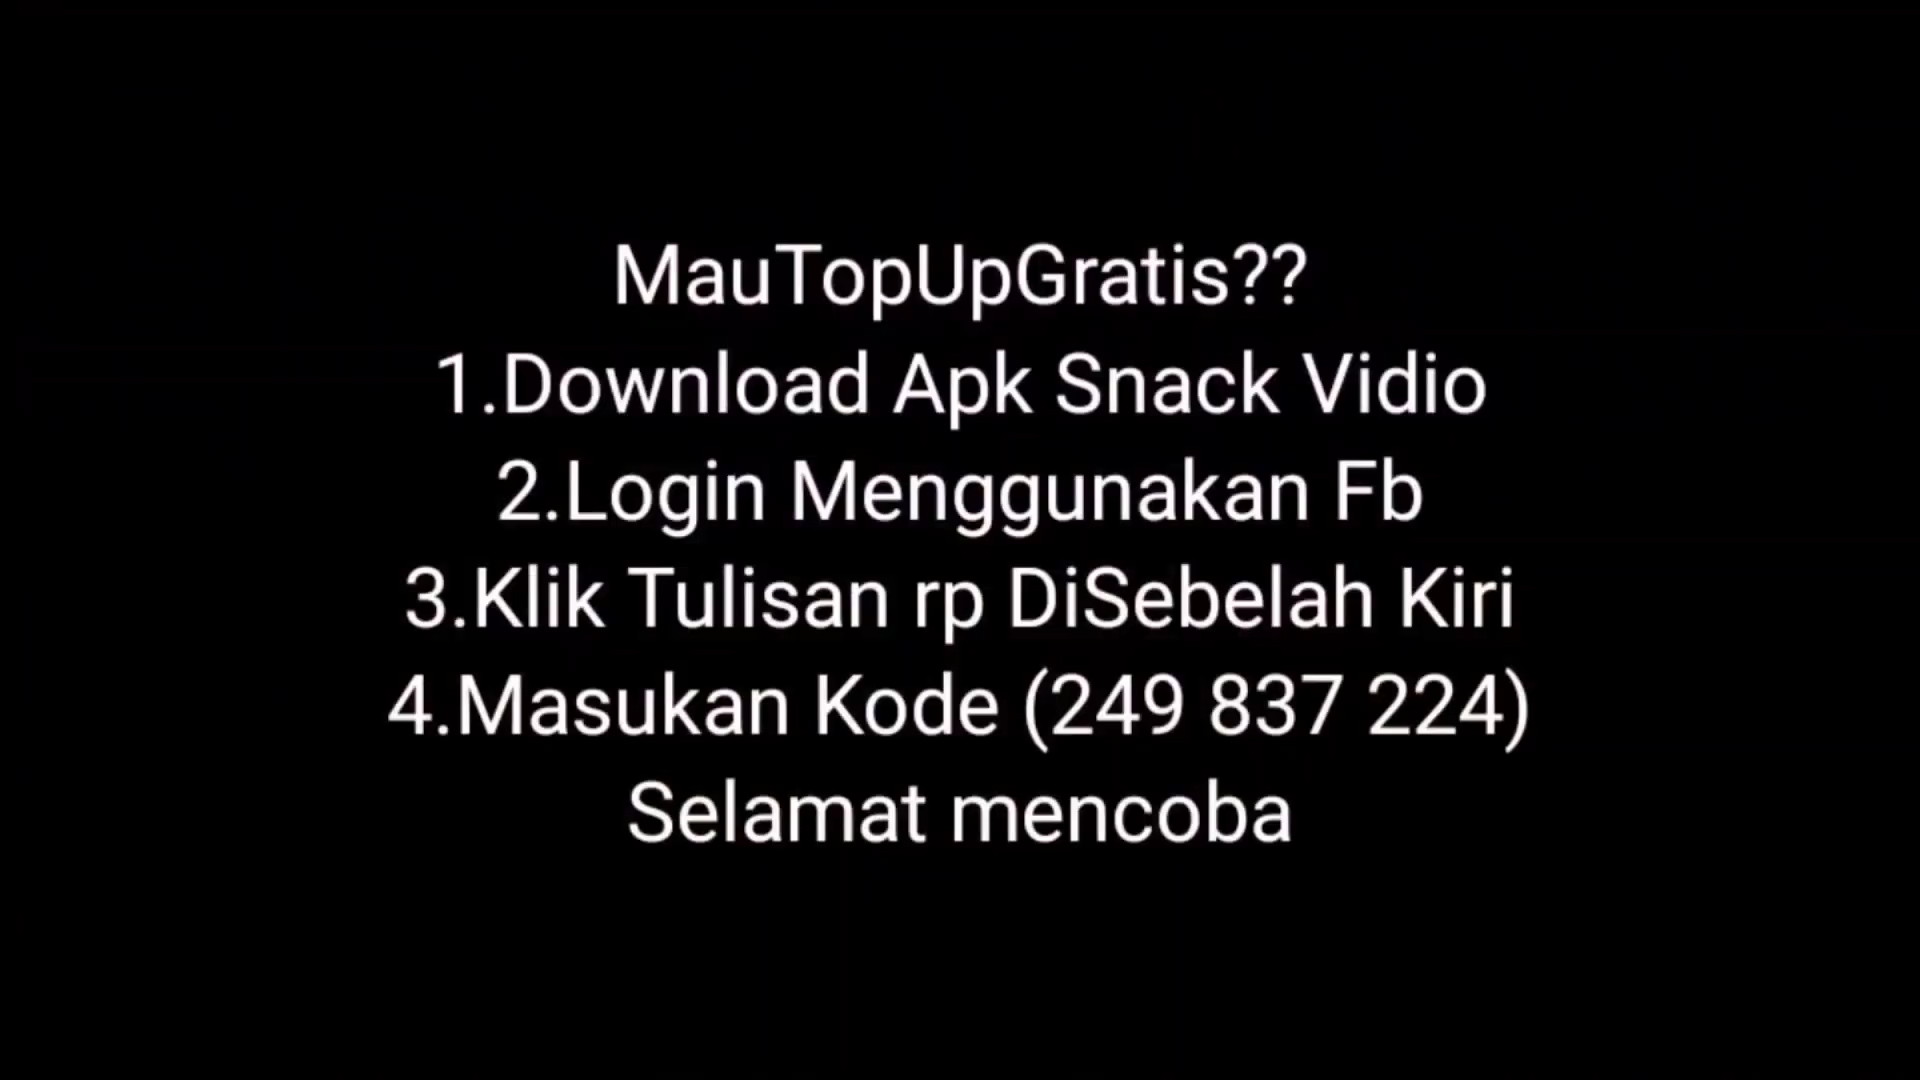 MauTopUpGratis??
1.Download Apk Snack Vidio
2.Login Menggunakan Fb
3.Klik Tulisan rp DiSebelah Kiri
4.Masukan Kode (249 837 224)
Selamat mencoba